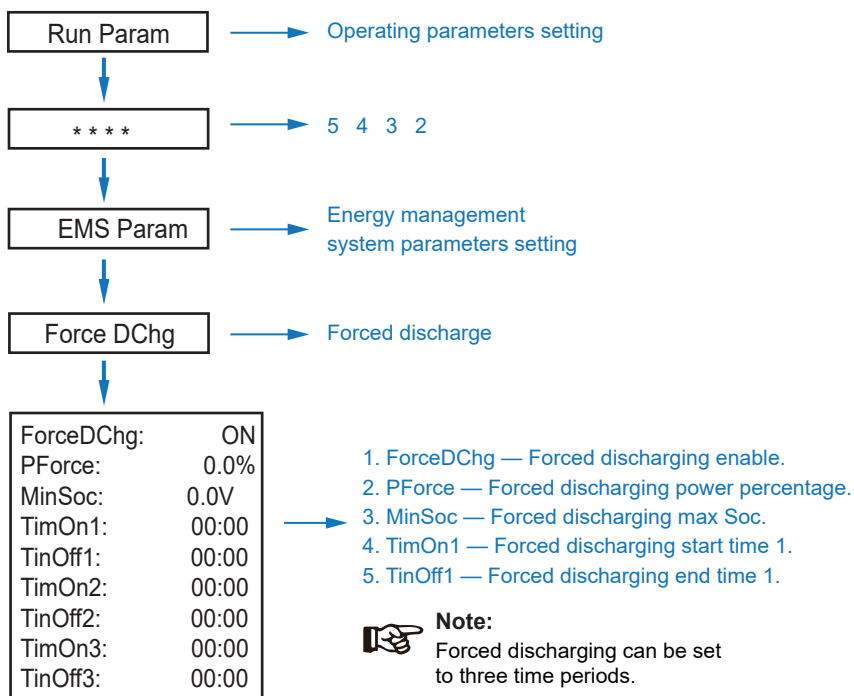 Run Param
Operating parameters setting
* * * *
5 4 3 2
EMS Param
Energy management
system parameters setting
Force DChg
Forced discharge
ForceDChg: ON
PForce: 0.0%
MinSoc: 0.0V
TimOn1: 00:00
TinOff1: 00:00
TimOn2: 00:00
TinOff2: 00:00
TimOn3: 00:00
TinOff3: 00:00
1. ForceDChg — Forced discharging enable.
2. PForce — Forced discharging power percentage.
3. MinSoc — Forced discharging max Soc.
4. TimOn1 — Forced discharging start time 1.
5. TinOff1 — Forced discharging end time 1.
Note:
Forced discharging can be set
to three time periods.